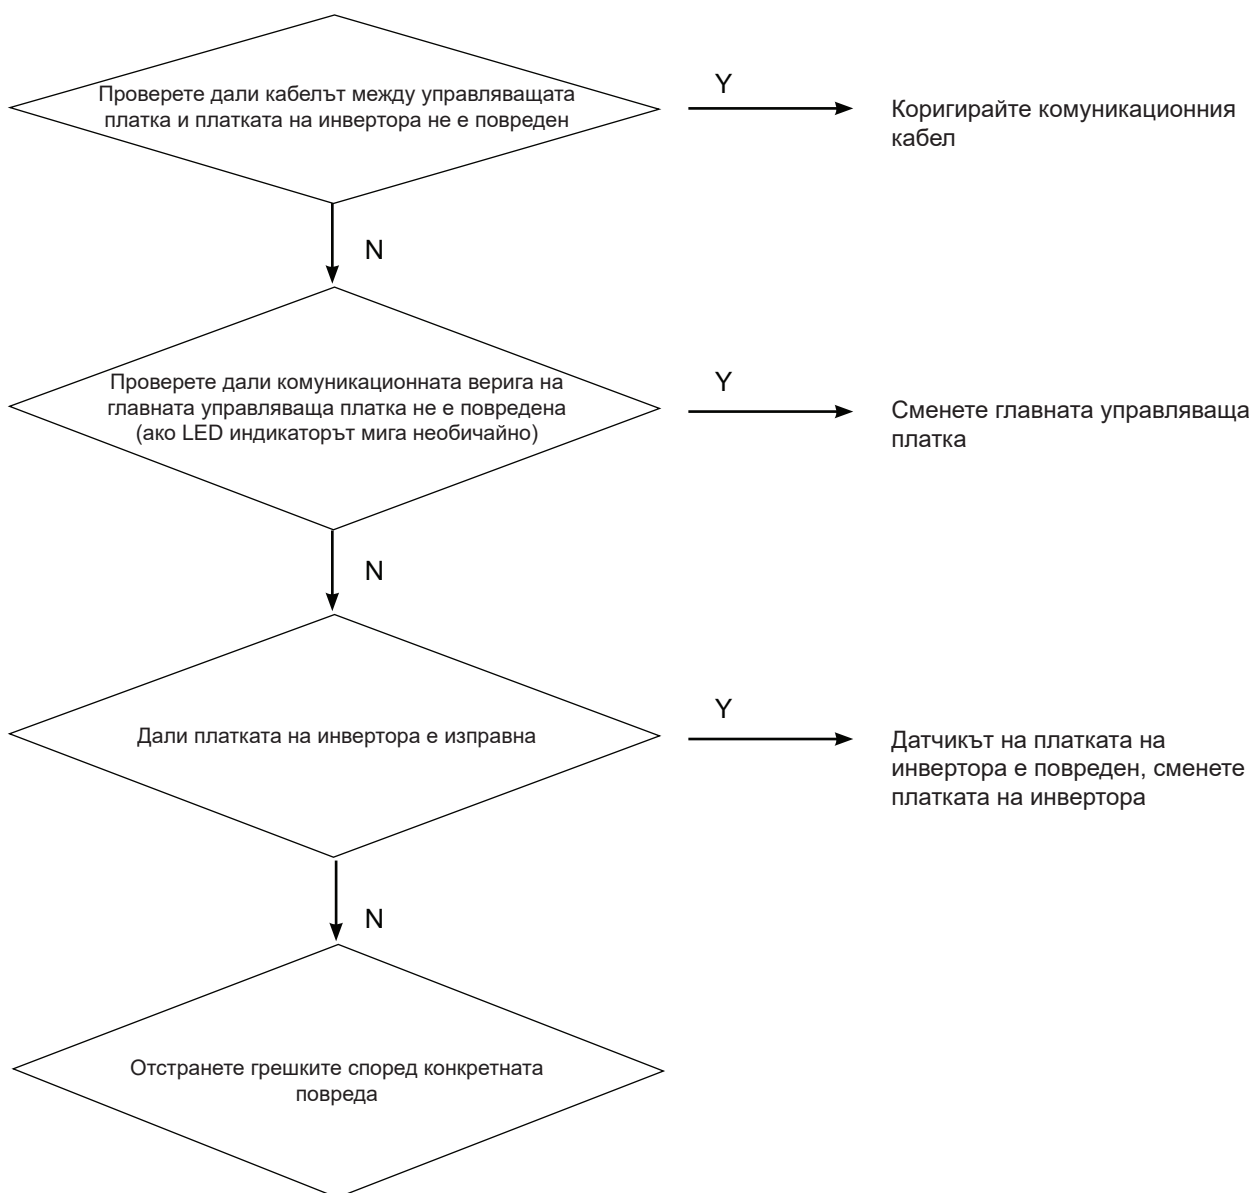 Проверете дали кабелът между управляващата
платка и платката на инвертора не е повреден
Y
Коригирайте комуникационния
кабел
N
Проверете дали комуникационната верига на
главната управляваща платка не е повредена
(ако LED индикаторът мига необичайно)
Y
Сменете главната управляваща
платка
N
Дали платката на инвертора е изправна
Y
Датчикът на платката на
инвертора е повреден, сменете
платката на инвертора
N
Отстранете грешките според конкретната
повреда